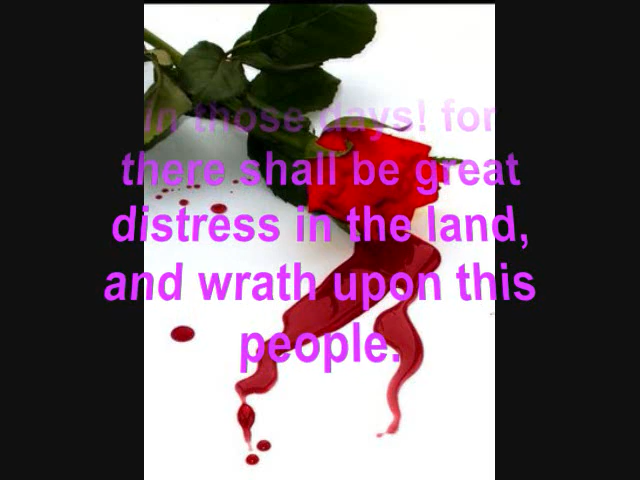 in those days! for
there shall be great
distress in the land,
and wrath upon this
people.